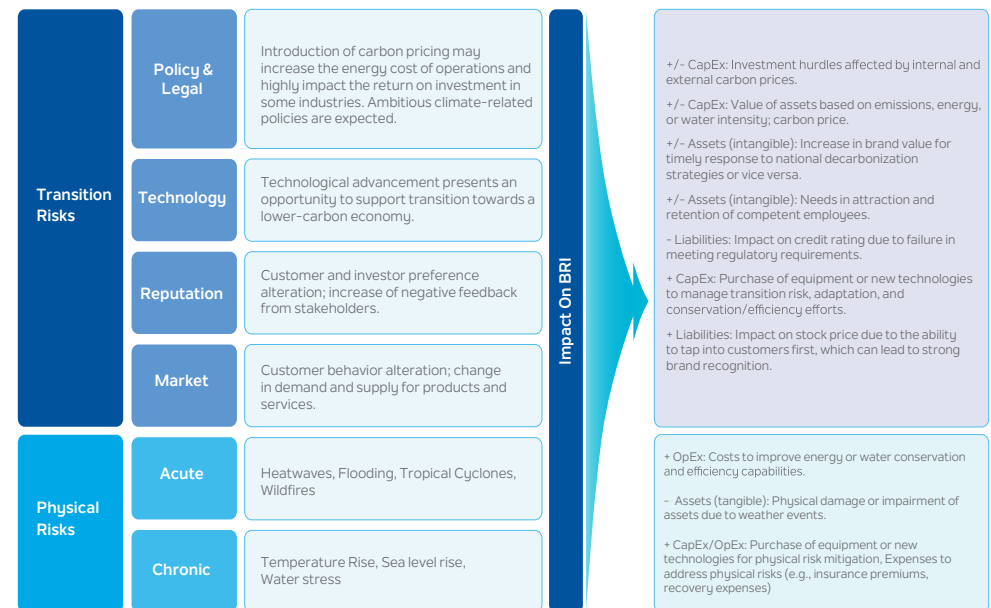 Transition
Risks
Policy &
Legal
Introduction of carbon pricing may
increase the energy cost of operations and
highly impact the return on investment in
some industries. Ambitious climate-related
policies are expected.
Technology
Technological advancement presents an
opportunity to support transition towards a
lower-carbon economy.
Reputation
Customer and investor preference
alteration; increase of negative feedback
from stakeholders.
Market
Customer behavior alteration; change
in demand and supply for products and
services.
Physical
Risks
Acute
Heatwaves, Flooding, Tropical Cyclones,
Wildfires
Chronic
Temperature Rise, Sea level rise,
Water stress
Impact On BRI
+/- CapEx: Investment hurdles affected by internal and
external carbon prices.
+/- CapEx: Value of assets based on emissions, energy,
or water intensity; carbon price.
+/- Assets (intangible): Increase in brand value for
timely response to national decarbonization
strategies or vice versa.
+/- Assets (intangible): Needs in attraction and
retention of competent employees.
- Liabilities: Impact on credit rating due to failure in
meeting regulatory requirements.
+ CapEx: Purchase of equipment or new technologies
to manage transition risk, adaptation, and
conservation/efficiency efforts.
+ Liabilities: Impact on stock price due to the ability
to tap into customers first, which can lead to strong
brand recognition.
+ OpEx: Costs to improve energy or water conservation
and efficiency capabilities.
- Assets (tangible): Physical damage or impairment of
assets due to weather events.
+ CapEx/OpEx: Purchase of equipment or new
technologies for physical risk mitigation, Expenses to
address physical risks (e.g., insurance premiums,
recovery expenses)